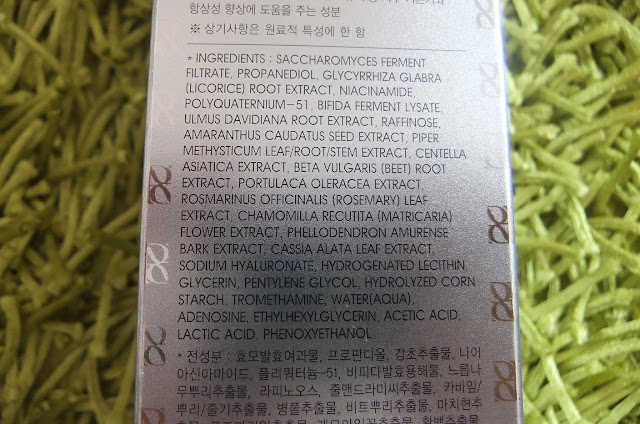 항상성 향상에 도움을 주는 성분
※ 상기사항은 원료적 특성에 한 함
* INGREDIENTS : SACCHAROMYCES FERMENT
FILTRATE, PROPANEDIOL, GLYCYRRHIZA GLABRA
(LICORICE) ROOT EXTRACT, NIACINAMIDE,
POLYQUATERNIUM-51, BIFIDA FERMENT LYSATE,
ULMUS DAVIDIANA ROOT EXTRACT, RAFFINOSE,
AMARANTHUS CAUDATUS SEED EXTRACT, PIPER
METHYSTICUM LEAF/ROOT/STEM EXTRACT, CENTELLA
ASIATICA EXTRACT, BETA VULGARIS (BEET) ROOT
EXTRACT, PORTULACA OLERACEA EXTRACT,
ROSMARINUS OFFICINALIS (ROSEMARY) LEAF
EXTRACT, CHAMOMILLA RECUTITA (MATRICARIA)
FLOWER EXTRACT, PHELLODENDRON AMURENSE
BARK EXTRACT, CASSIA ALATA LEAF EXTRACT,
SODIUM HYALURONATE, HYDROGENATED LECITHIN
GLYCERIN, PENTYLENE GLYCOL, HYDROLYZED CORN
STARCH, TROMETHAMINE, WATER(AQUA),
ADENOSINE, ETHYLHEXYLGLYCERIN, ACETIC ACID,
LACTIC ACID, PHENOXYETHANOL
* 전성분 : 효모발효여과물, 프로판디올, 감초추출물, 나이
아신아마이드, 폴리쿼터늄-51, 비피다발효용해물, 느릅나
무뿌리추출물, 라피노오스, 줄맨드라미씨추출물, 카바잎/
뿌리/줄기추출물, 병풀추출물, 비트뿌리추출물, 마치현추